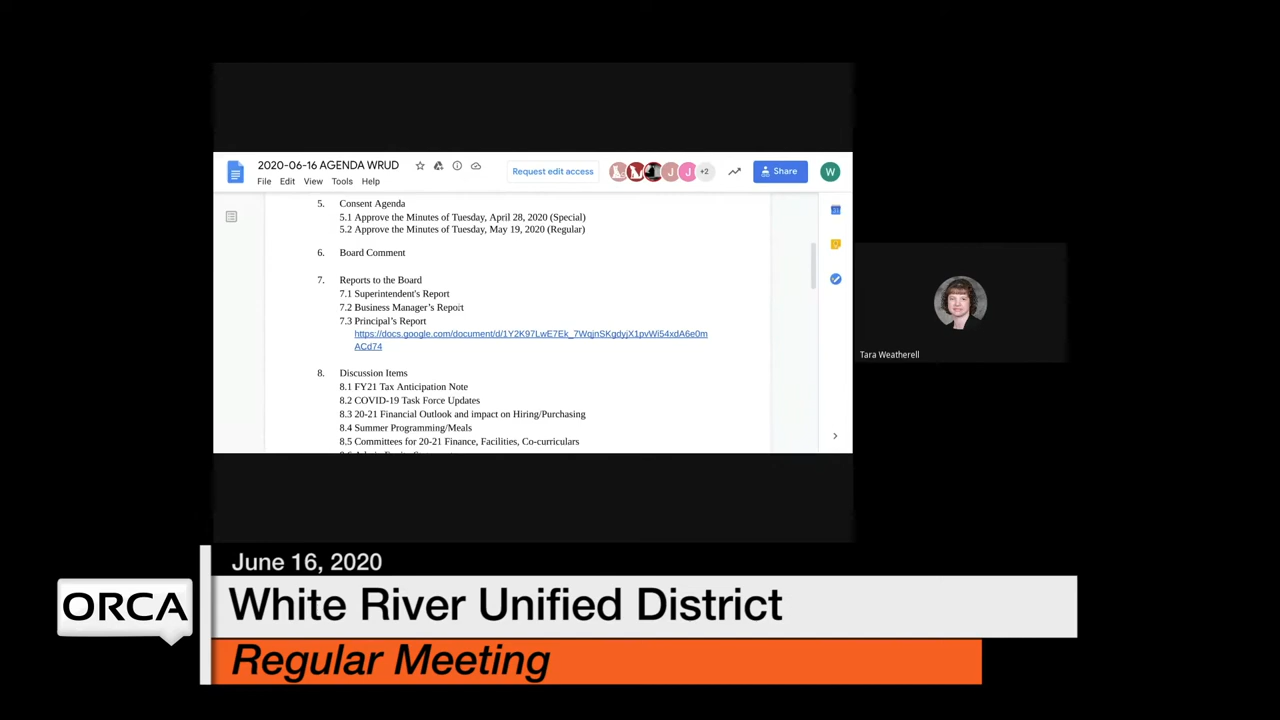 2020-06-16 AGENDA WRUD
File Edit View Tools Help
Request edit access
J J +2
Share
W
5. Consent Agenda
5.1 Approve the Minutes of Tuesday, April 28, 2020 (Special)
5.2 Approve the Minutes of Tuesday, May 19, 2020 (Regular)
6. Board Comment
7. Reports to the Board
7.1 Superintendent's Report
7.2 Business Manager's Report
7.3 Principal's Report
https://docs.google.com/document/d/1Y2K97LwE7Ek_7WqjnSKgdyjX1pvWi54xdA6e0m
ACd74
8. Discussion Items
8.1 FY21 Tax Anticipation Note
8.2 COVID-19 Task Force Updates
8.3 20-21 Financial Outlook and impact on Hiring/Purchasing
8.4 Summer Programming/Meals
8.5 Committees for 20-21 Finance, Facilities, Co-curriculars
Tara Weatherell
June 16, 2020
ORCA
White River Unified District
Regular Meeting